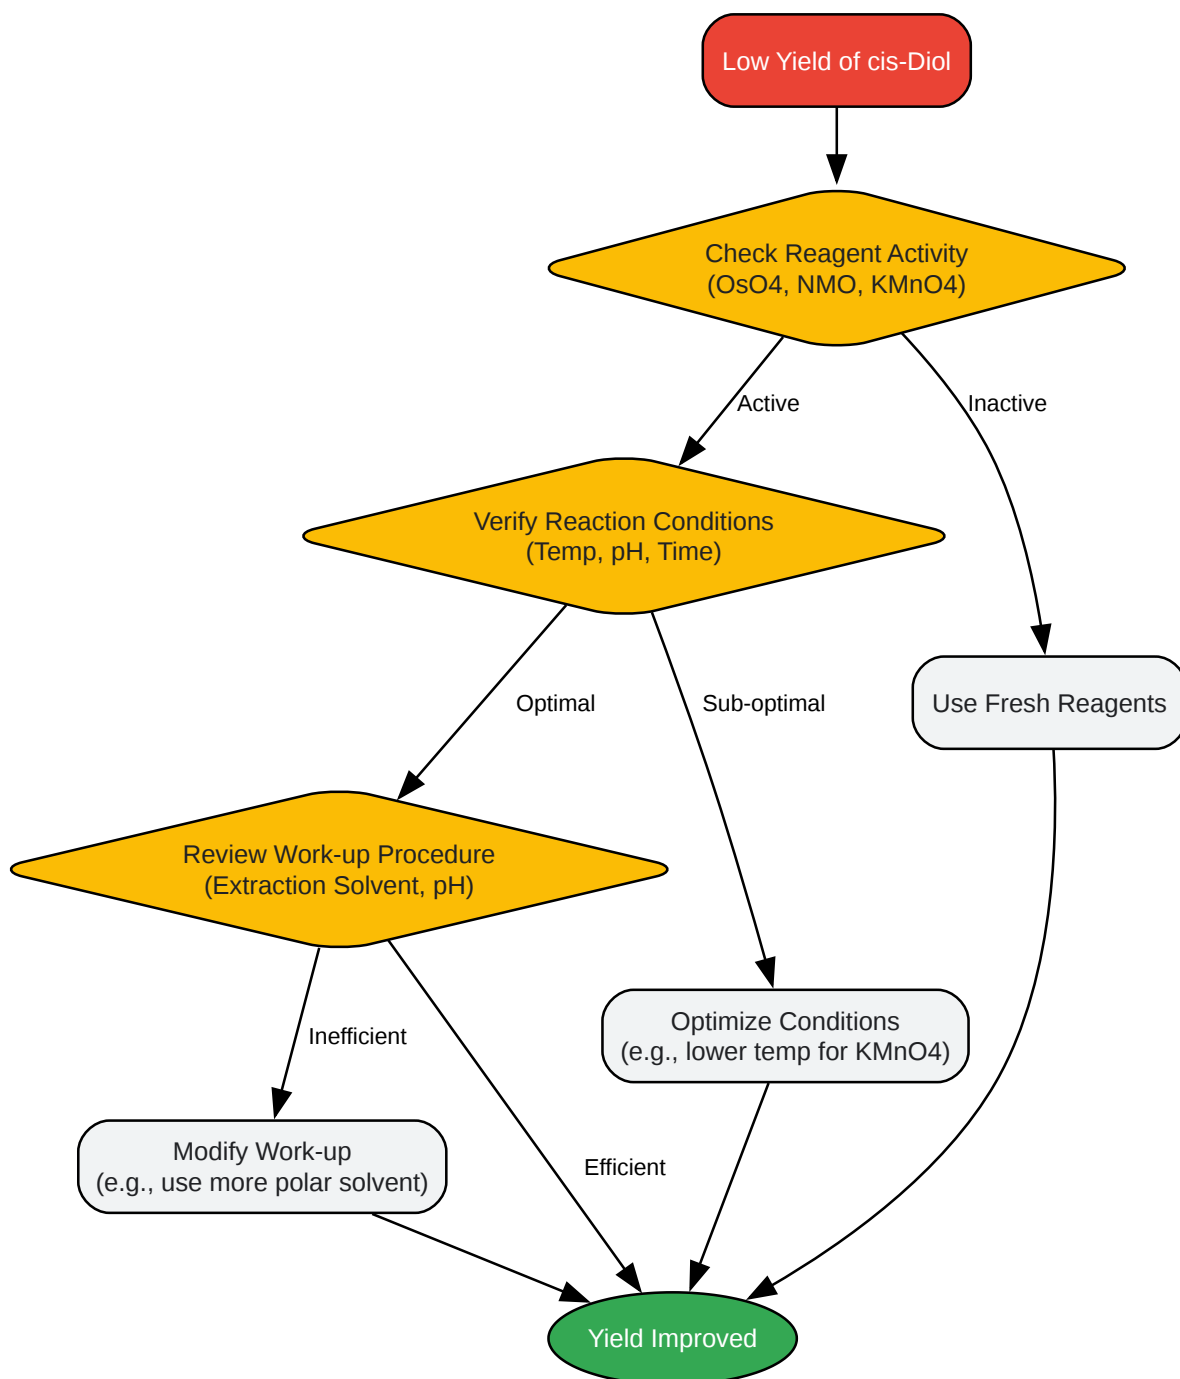 Low Yield of cis-Diol
Check Reagent Activity
(OsO4, NMO, KMnO4)
Active
Inactive
Verify Reaction Conditions
(Temp, pH, Time)
Optimal
Sub-optimal
Use Fresh Reagents
Review Work-up Procedure
(Extraction Solvent, pH)
Inefficient
Optimize Conditions
(e.g., lower temp for KMnO4)
Modify Work-up
(e.g., use more polar solvent)
Efficient
Yield Improved